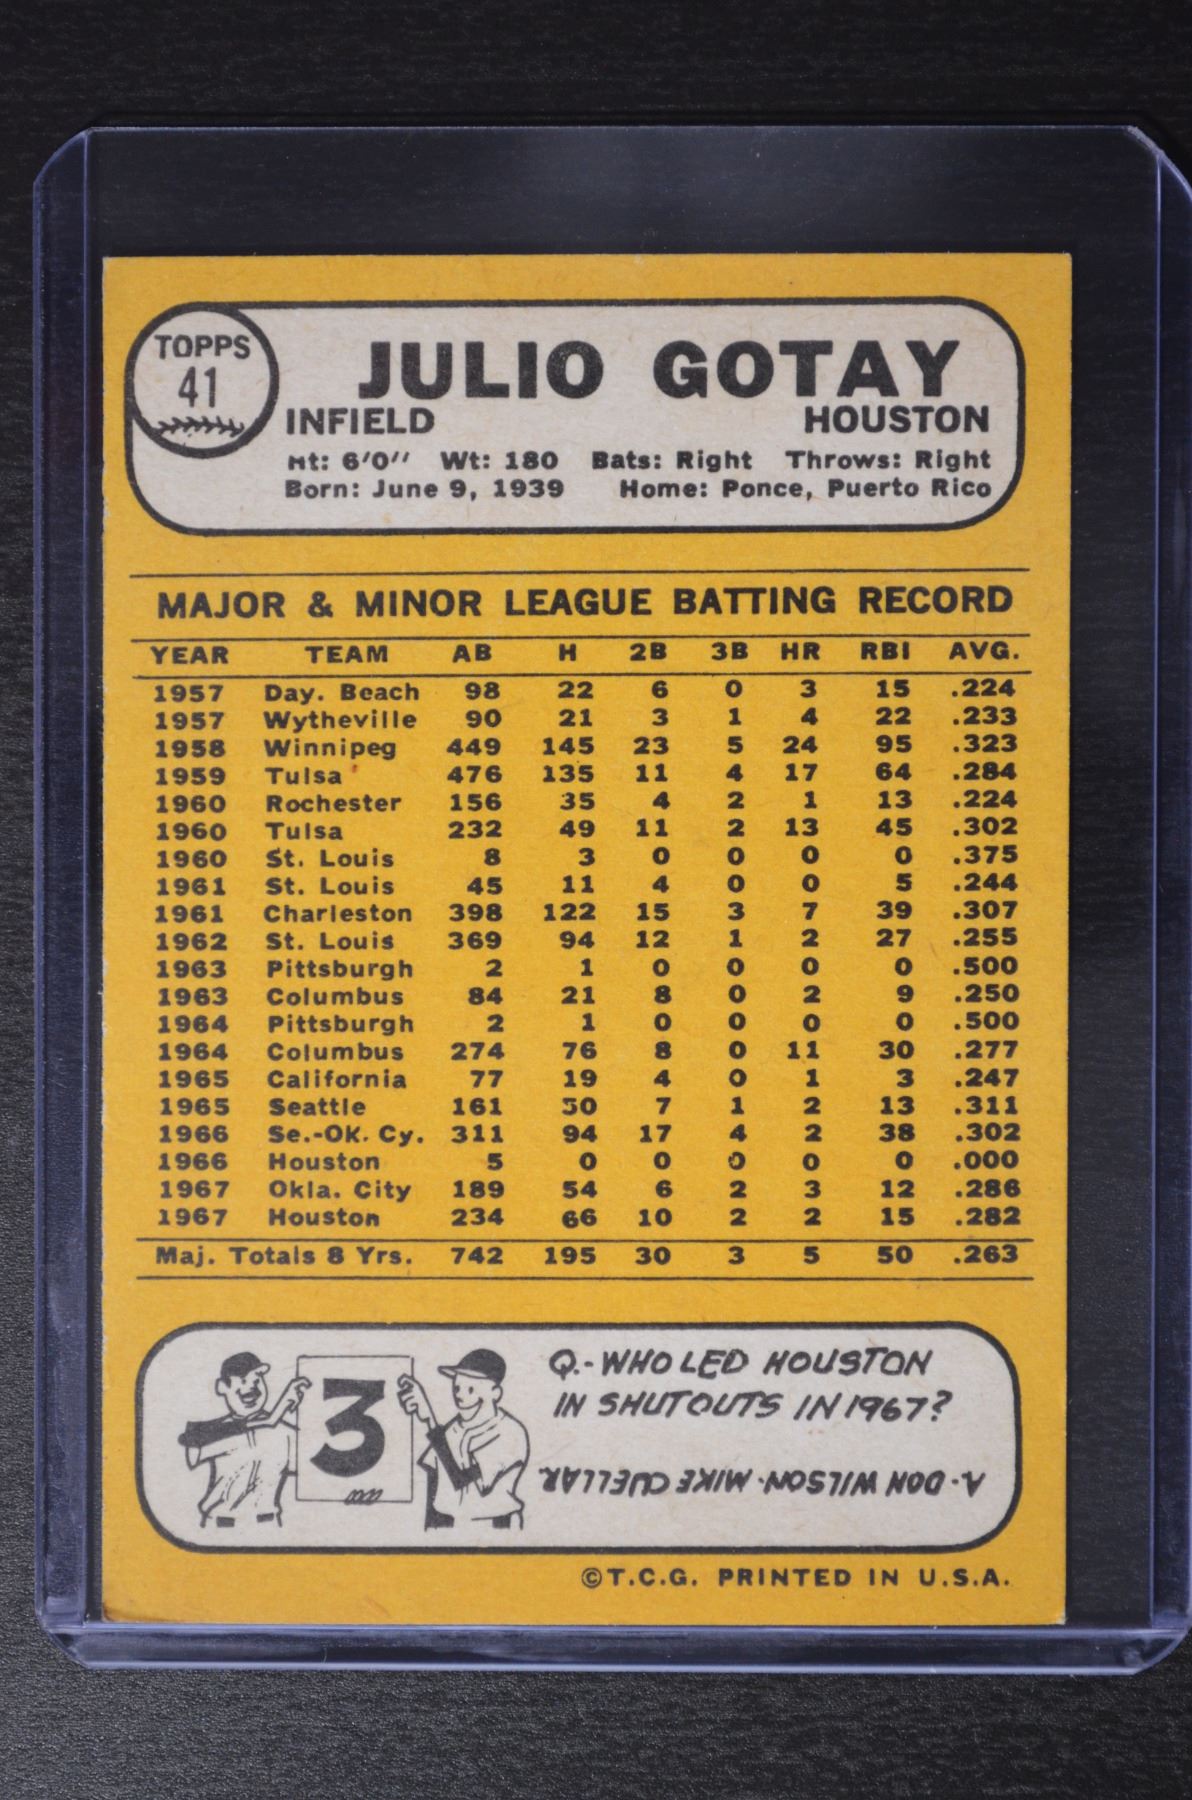 TOPPS
41
JULIO GOTAY
INFIELD HOUSTON
Ht: 6'0" Wt: 180 Bats: Right Throws: Right
Born: June 9, 1939 Home: Ponce, Puerto Rico
MAJOR & MINOR LEAGUE BATTING RECORD
YEAR TEAM AB H 2B 3B HR RBI AVG.
1957 Day. Beach 98 22 6 0 3 15 .224
1957 Wytheville 90 21 3 1 4 22 .233
1958 Winnipeg 449 145 23 5 24 95 .323
1959 Tulsa 476 135 11 4 17 64 .284
1960 Rochester 156 35 4 2 1 13 .224
1960 Tulsa 232 49 11 2 13 45 .302
1960 St. Louis 8 3 0 0 0 0 .375
1961 St. Louis 45 11 4 0 0 5 .244
1961 Charleston 398 122 15 3 7 39 .307
1962 St. Louis 369 94 12 1 2 27 .255
1963 Pittsburgh 2 1 0 0 0 0 .500
1963 Columbus 84 21 8 0 2 9 .250
1964 Pittsburgh 2 1 0 0 0 0 .500
1964 Columbus 274 76 8 0 11 30 .277
1965 California 77 19 4 0 1 3 .247
1965 Seattle 161 50 7 1 2 13 .311
1966 Se.-OK. Cy. 311 94 17 4 2 38 .302
1966 Houston 5 0 0 0 0 0 .000
1967 Okla. City 189 54 6 2 3 12 .286
1967 Houston 234 66 10 2 2 15 .282
Maj. Totals 8 Yrs. 742 195 30 3 5 50 .263
3
Q.-WHO LED HOUSTON
IN SHUTOUTS IN 1967?
A.-DON WILSON-MIKE CUELLAR
©T.C.G. PRINTED IN U.S.A.